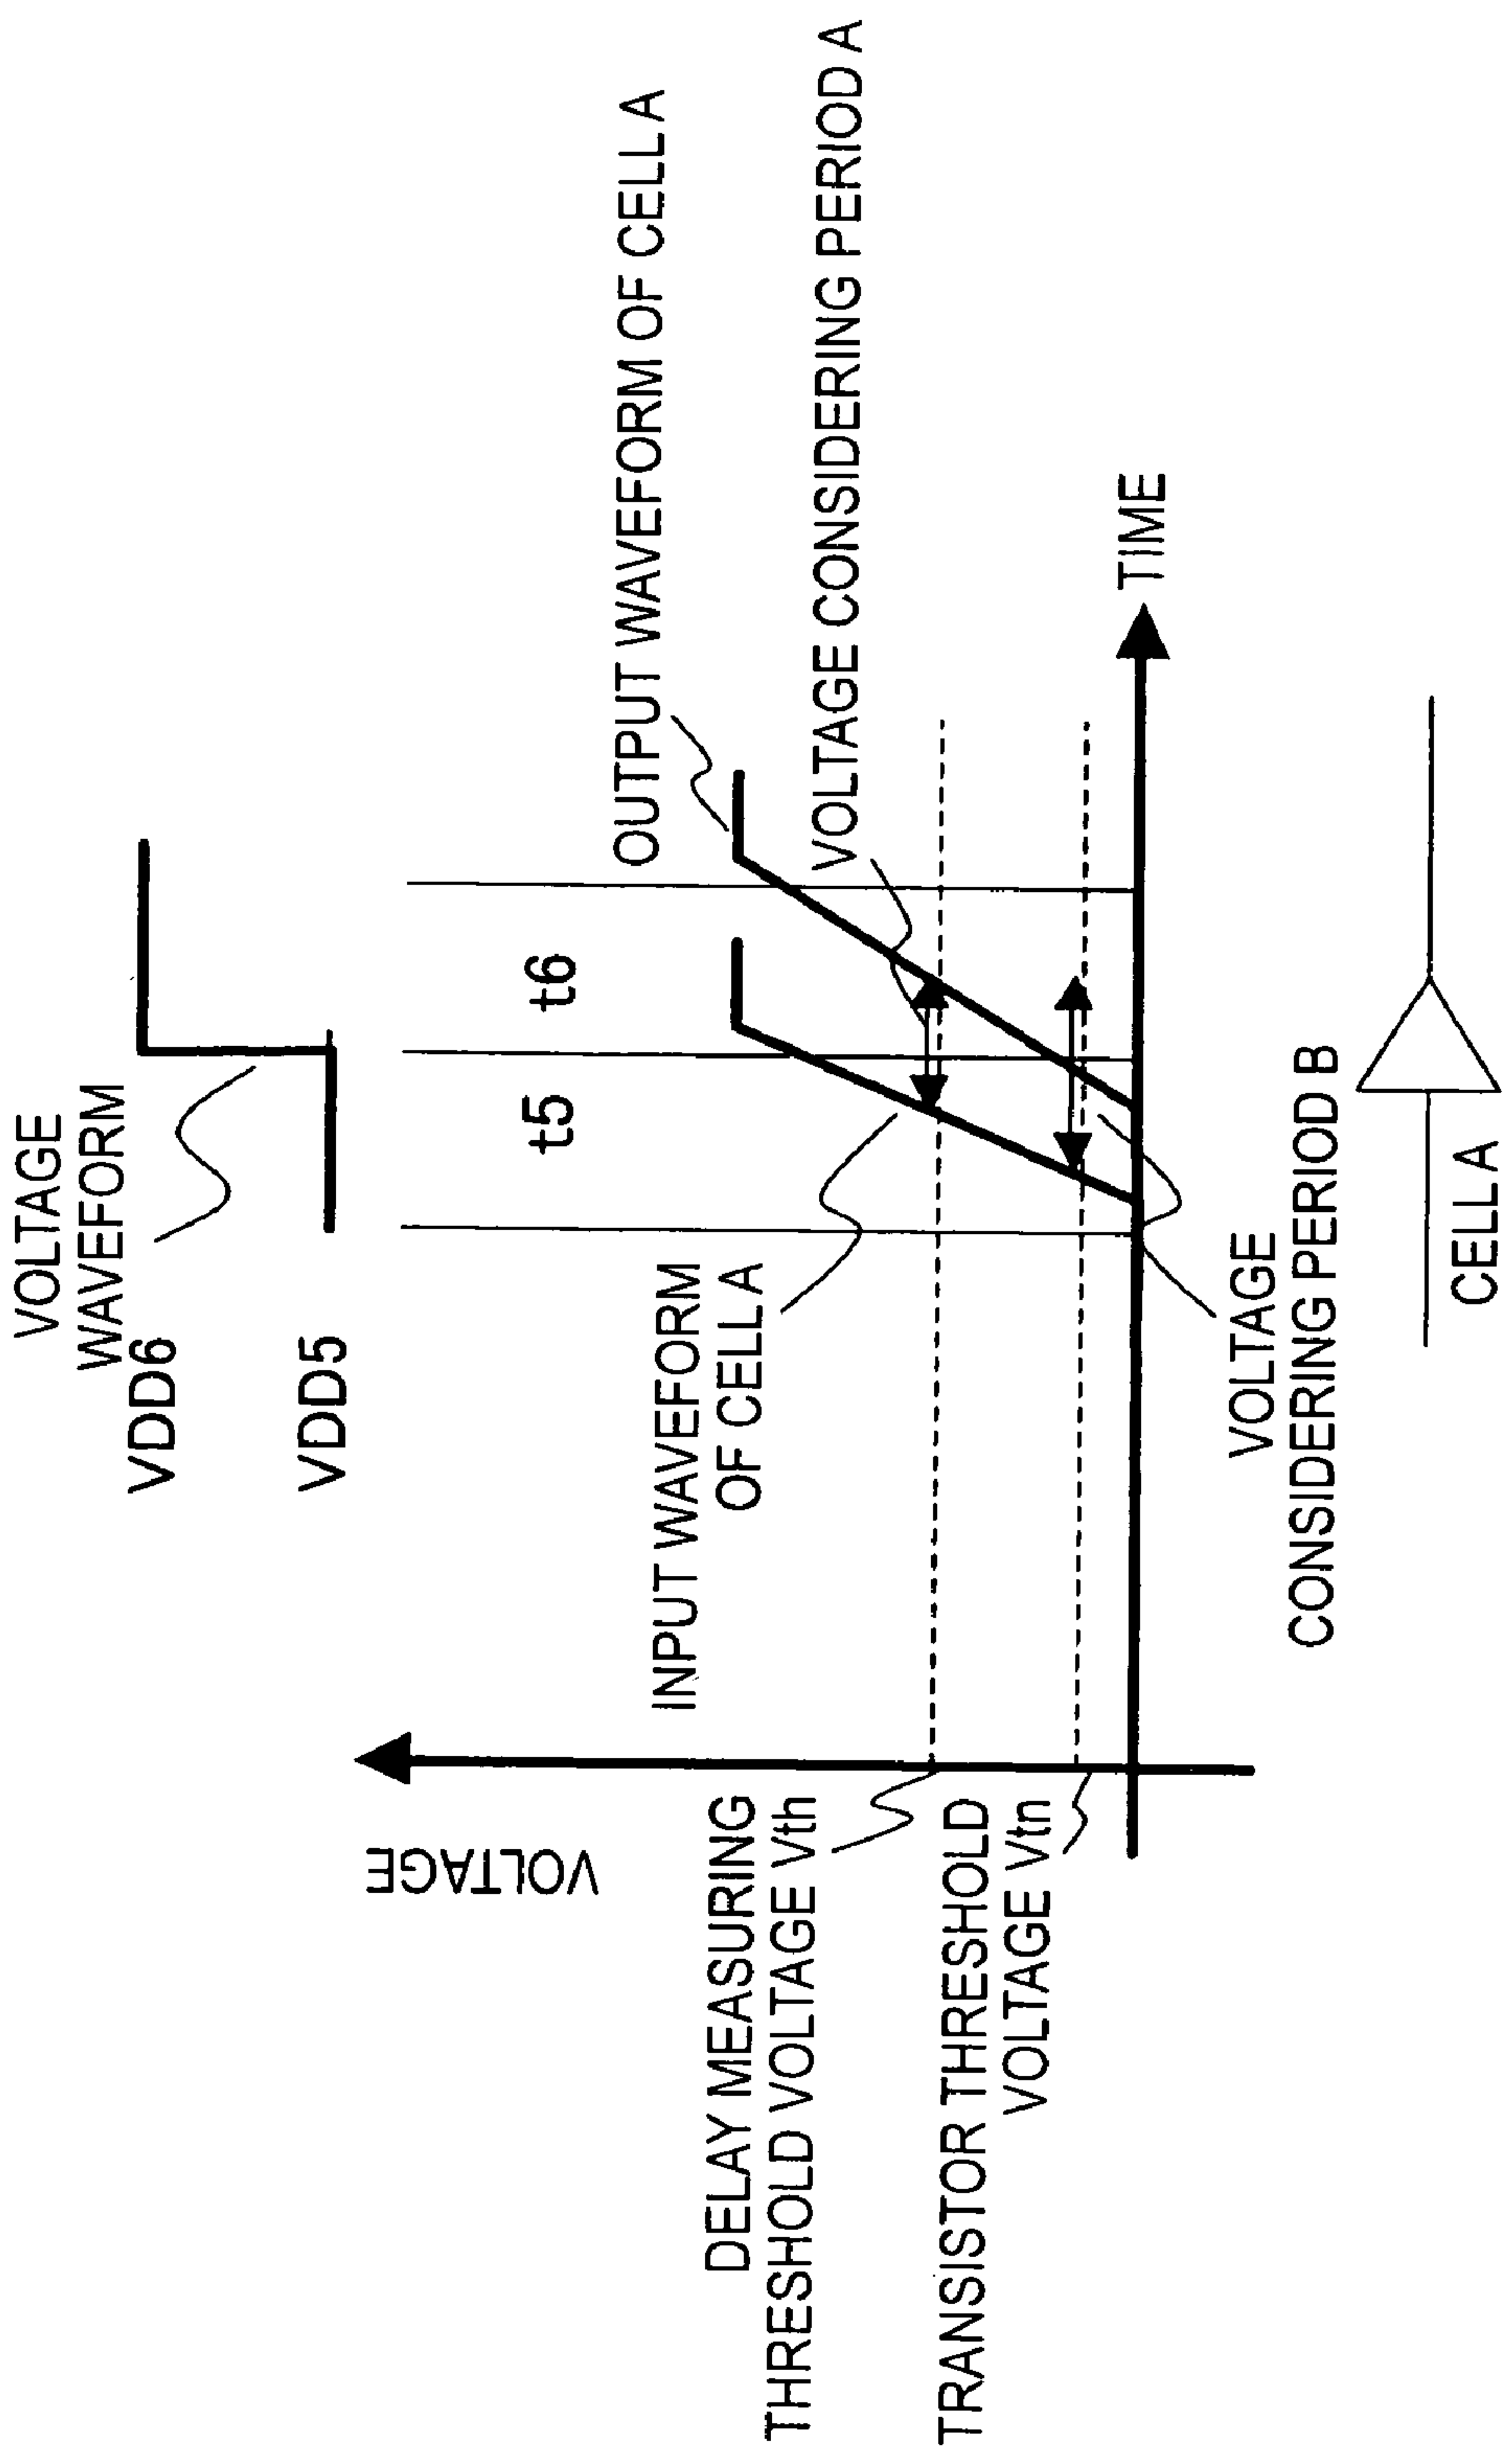 VOLTAGE
WAVEFORM
VDD6
VDD5
VOLTAGE
t5
t6
OUTPUT WAVEFORM OF CELL A
INPUT WAVEFORM
OF CELL A
VOLTAGE CONSIDERING PERIOD A
DELAY MEASURING
THRESHOLD VOLTAGE Vth
TRANSISTOR THRESHOLD
VOLTAGE Vtn
TIME
VOLTAGE
CONSIDERING PERIOD B
CELL A